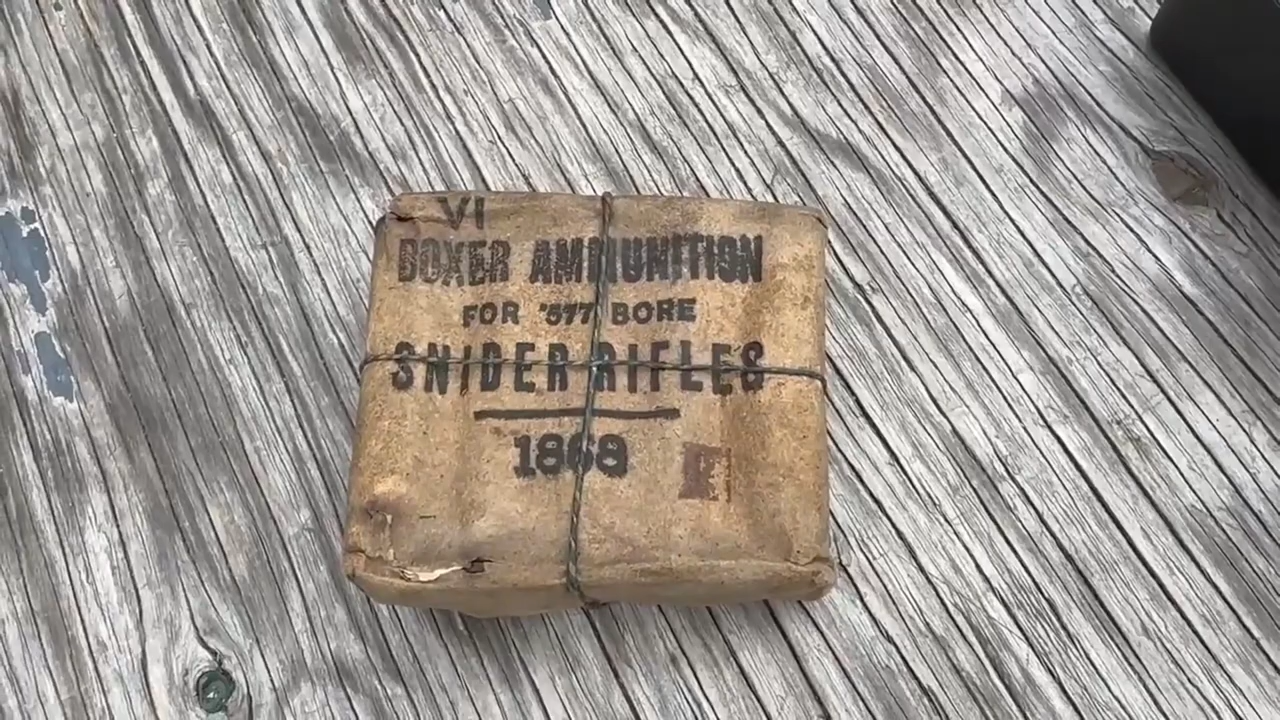 VI
BOXER AMMUNITION
FOR ·577 BORE
SNIDER RIFLES
1868